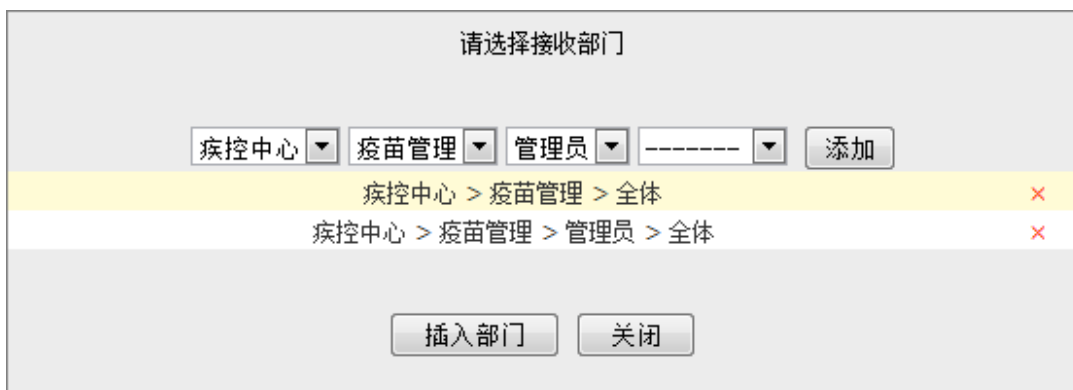 请选择接收部门
疾控中心 疫苗管理 管理员 ------- 添加
疾控中心 > 疫苗管理 > 全体 ×
疾控中心 > 疫苗管理 > 管理员 > 全体 ×
插入部门 关闭